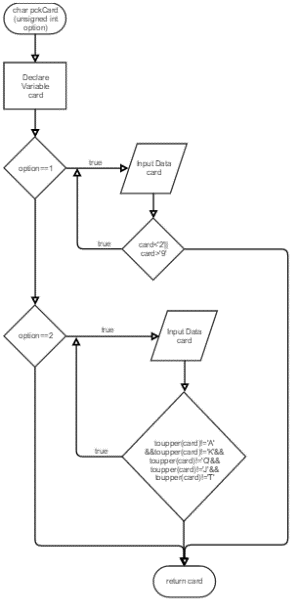 char pckCard
(unsigned int
option)
Declare
Variable
card
option==1
true
Input Data
card
card<'2'||
card>'9'
true
option==2
true
Input Data
card
toupper(card)!='A'
&&toupper(card)!='K'&&
toupper(card)!='Q'&&
toupper(card)!='J'&&
toupper(card)!='T'
true
return card